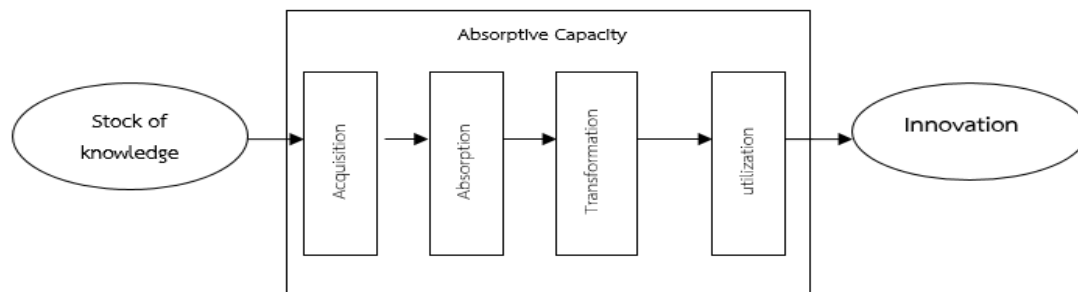 Absorptive Capacity
Stock of
knowledge
Acquisition
Absorption
Transformation
utilization
Innovation